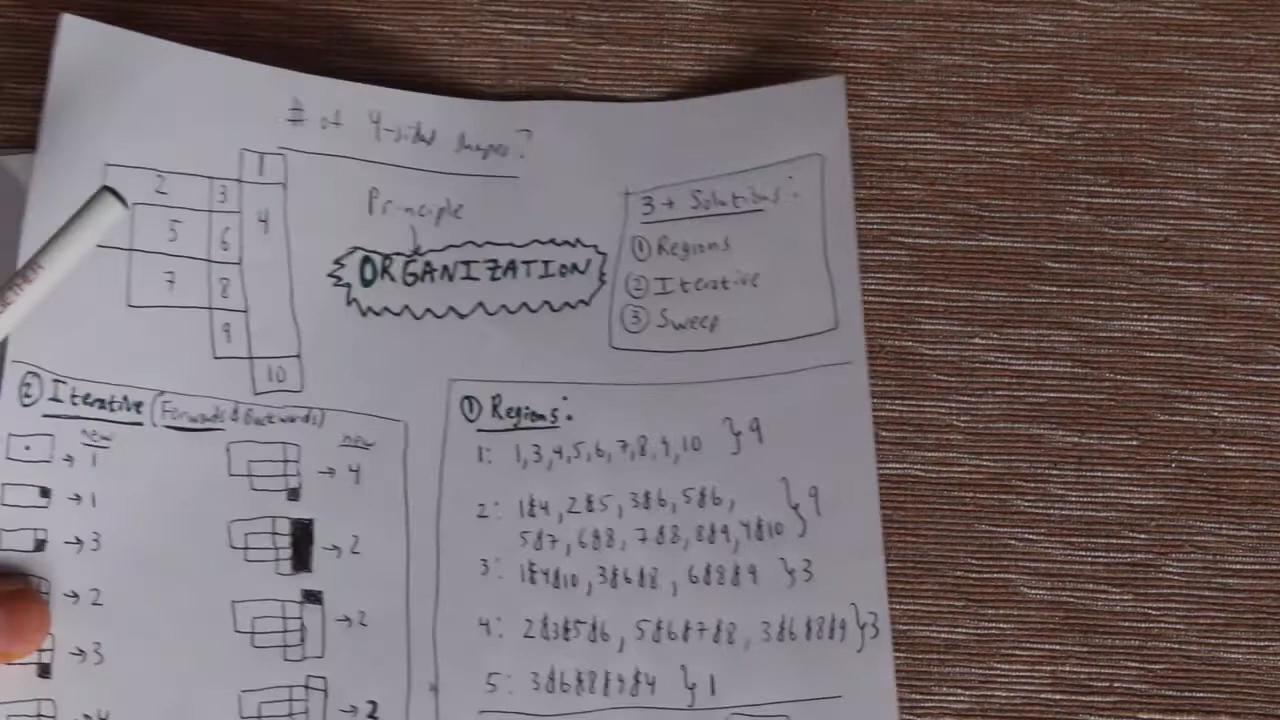 # of 4-sided shapes?
1
2 3
4
5 6
7 8
9
10
Principle
ORGANIZATION
3+ Solutions:
① Regions
② Iterative
③ Sweep
② Iterative (Forwards & Backwards)
new
→ 1
→ 1
→ 3
→ 2
→ 3
→ 4
new
→ 4
→ 2
→ 2
→ 2
① Regions:
1: 1,3,4,5,6,7,8,9,10 } 9
2: 1&4, 2&5, 3&6, 5&6, } 9
5&7, 6&8, 7&8, 8&9, 4&10
3: 1&4&10, 3&6&8, 6&8&9 } 3
4: 2&3&5&6, 5&6&7&8, 3&6&8&9 } 3
5: 3&6&8&9&4 } 1